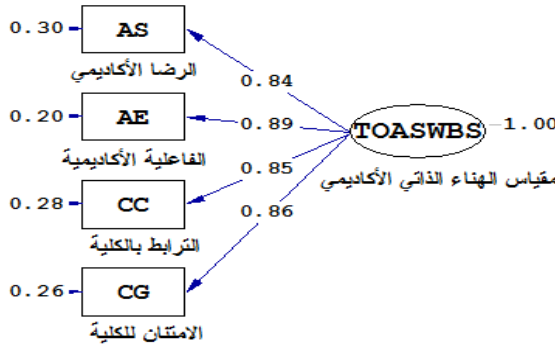 0.30 AS
الرضا الأكاديمي
0.84
0.20 AE
0.89
TOASWBS 1.00
الفاعلية الأكاديمية
0.85
مقياس الهناء الذاتي الأكاديمي
0.28 CC
0.86
الترابط بالكلية
0.26 CG
الامتنان للكلية